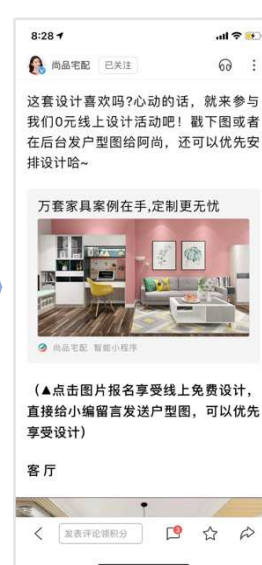 8:28
尚品宅配 已关注
这套设计喜欢吗?心动的话，就来参与
我们0元线上设计活动吧！戳下图或者
在后台发户型图给阿尚，还可以优先安
排设计哈~
万套家具案例在手,定制更无忧
尚品宅配 智能小程序
（▲点击图片报名享受线上免费设计，
直接给小编留言发送户型图，可以优先
享受设计）
客厅
发表评论领积分